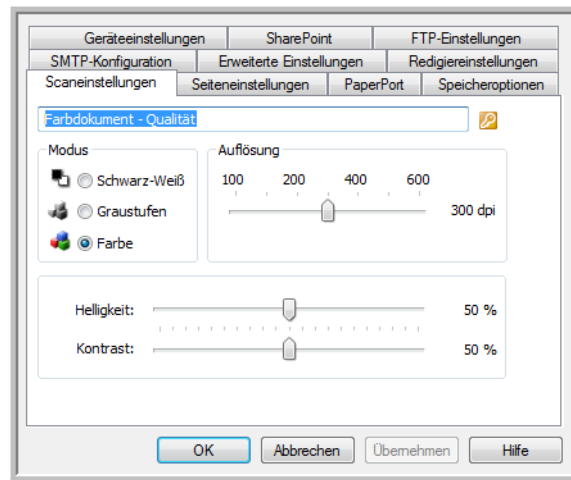 Geräteeinstellungen SharePoint FTP-Einstellungen
SMTP-Konfiguration Erweiterte Einstellungen Redigiereinstellungen
Scaneinstellungen Seiteneinstellungen PaperPort Speicheroptionen
Farbdokument - Qualität
Modus Auflösung
Schwarz-Weiß 100 200 400 600
Graustufen 300 dpi
Farbe
Helligkeit: 50 %
Kontrast: 50 %
OK Abbrechen Übernehmen Hilfe